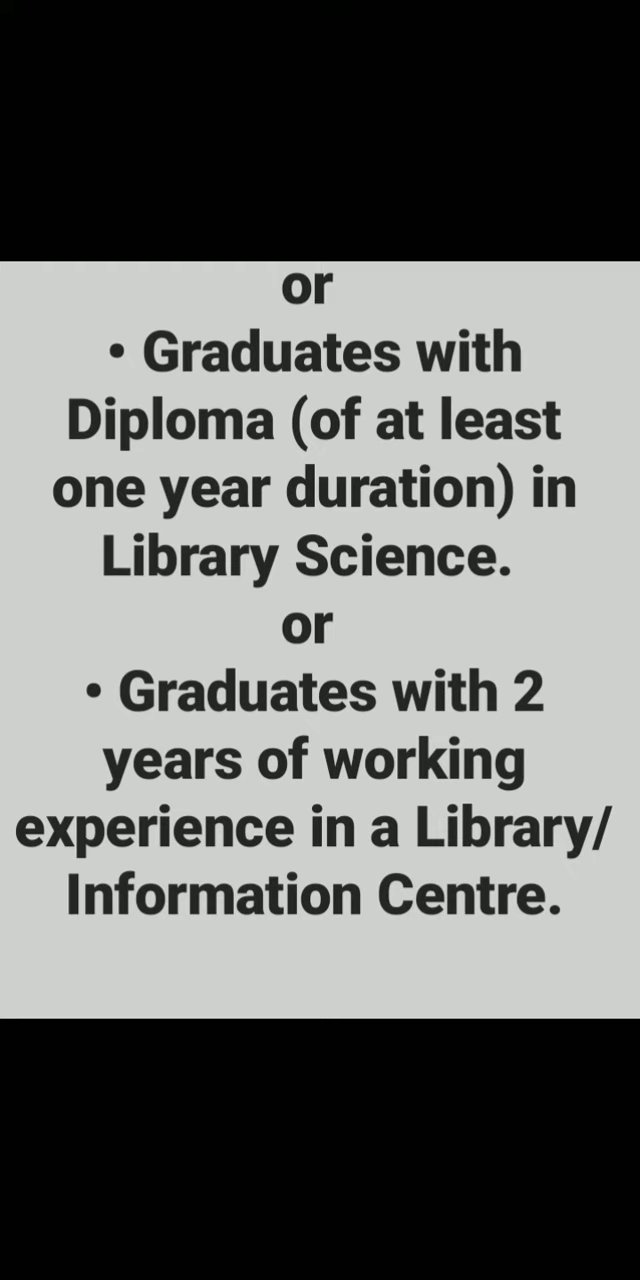 or
• Graduates with
Diploma (of at least
one year duration) in
Library Science.
or
• Graduates with 2
years of working
experience in a Library/
Information Centre.